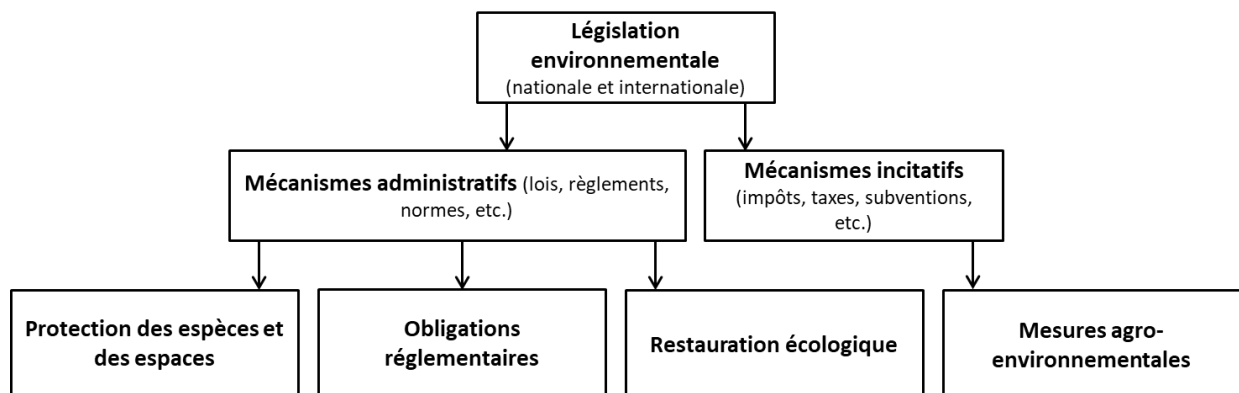 Législation
environnementale
(nationale et internationale)
Mécanismes administratifs (lois, règlements,
normes, etc.)
Mécanismes incitatifs
(impôts, taxes, subventions,
etc.)
Protection des espèces et
des espaces
Obligations
réglementaires
Restauration écologique
Mesures agro-
environnementales